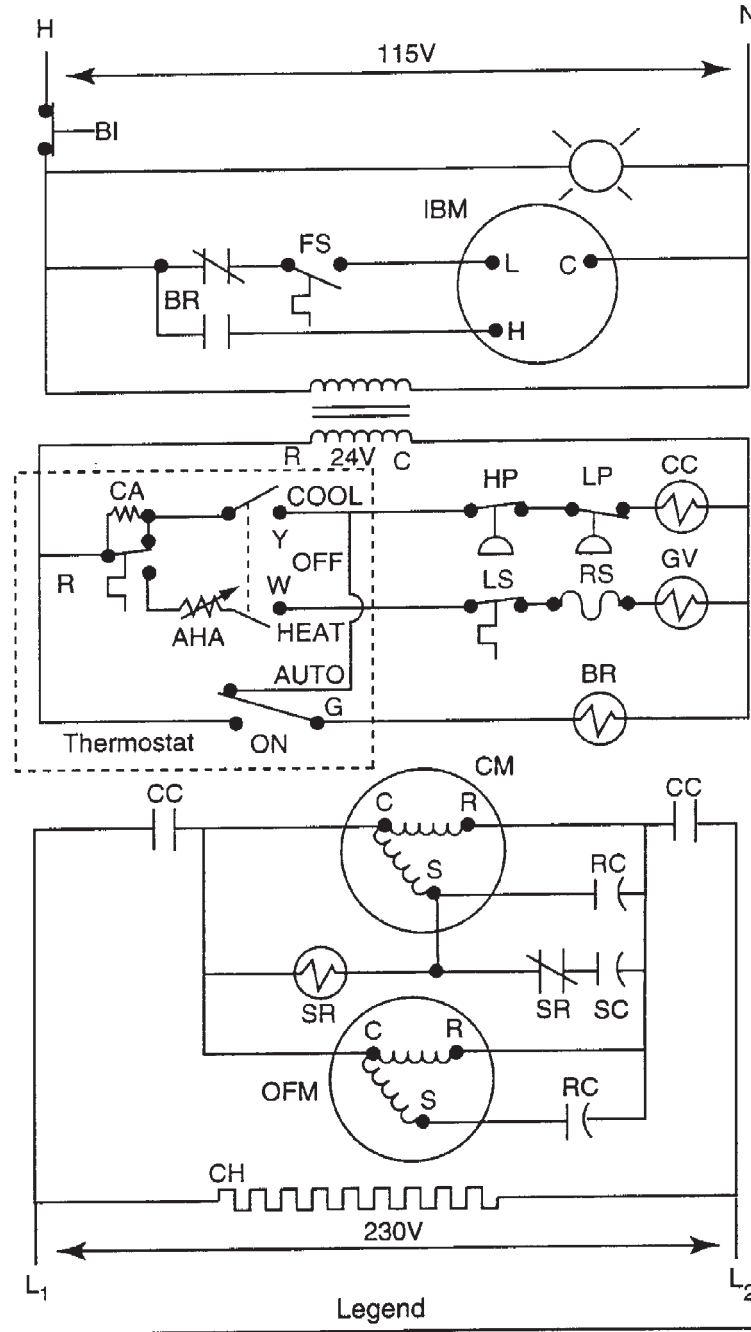 H N
115V
BI
IBM
FS
L C
BR
H
R 24V C
CA COOL HP LP CC
Y
OFF GV
R W LS RS
AHA HEAT
AUTO BR
G
Thermostat ON
CM
CC C R CC
S RC
SR SR SC
C R
OFM RC
S
CH
230V
L₁ L₂
Legend